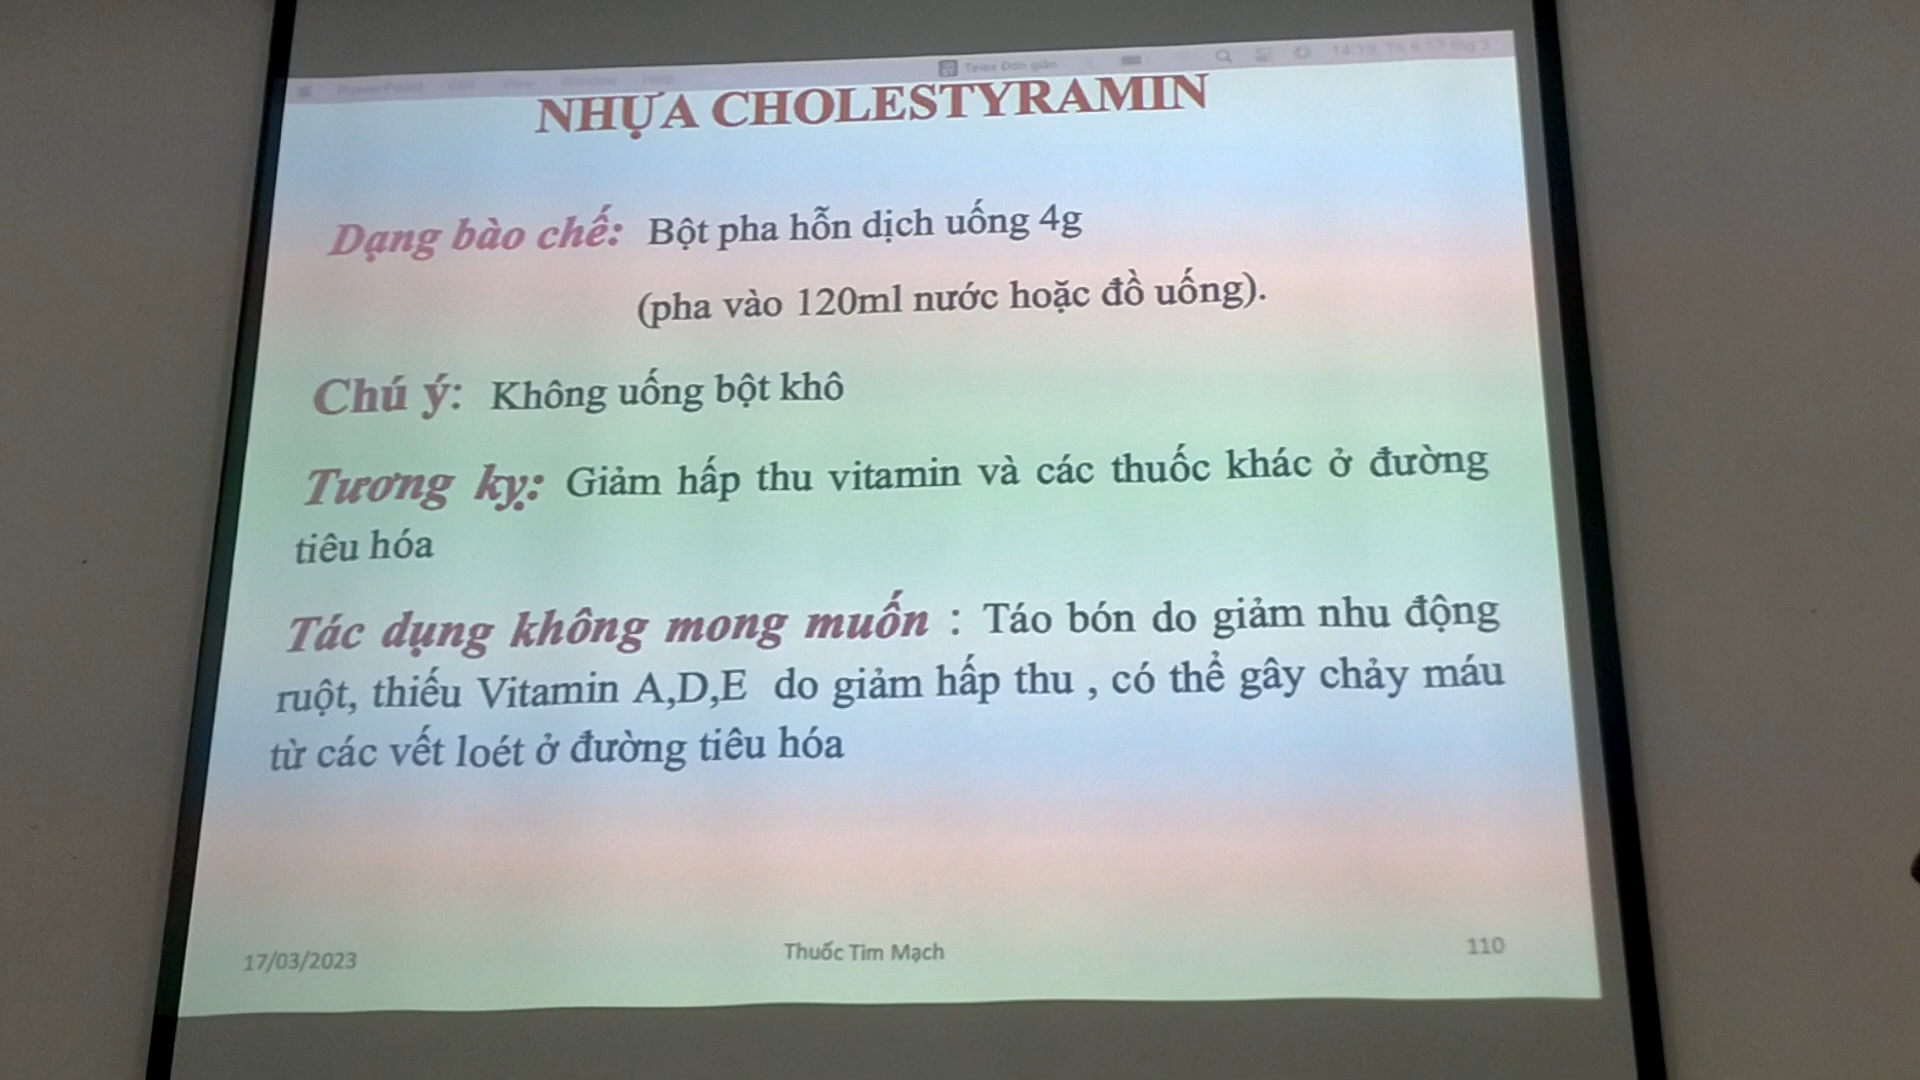 Telex Đơn giản
NHỰA CHOLESTYRAMIN
Dạng bào chế: Bột pha hỗn dịch uống 4g
(pha vào 120ml nước hoặc đồ uống).
Chú ý: Không uống bột khô
Tương kỵ: Giảm hấp thu vitamin và các thuốc khác ở đường
tiêu hóa
Tác dụng không mong muốn : Táo bón do giảm nhu động
ruột, thiếu Vitamin A,D,E do giảm hấp thu , có thể gây chảy máu
từ các vết loét ở đường tiêu hóa
17/03/2023 Thuốc Tim Mạch 110